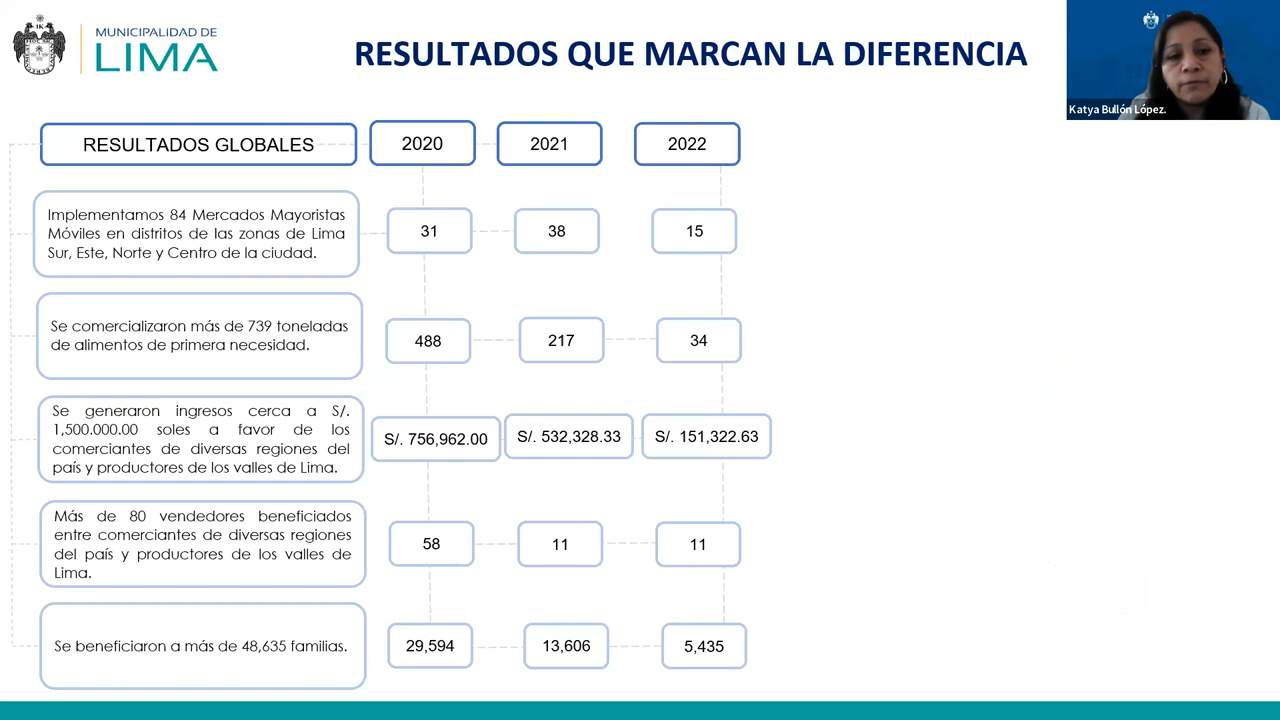 MUNICIPALIDAD DE
LIMA
RESULTADOS QUE MARCAN LA DIFERENCIA
Katya Bullón López.
RESULTADOS GLOBALES
2020
2021
2022
Implementamos 84 Mercados Mayoristas
Móviles en distritos de las zonas de Lima
Sur, Este, Norte y Centro de la ciudad.
31
38
15
Se comercializaron más de 739 toneladas
de alimentos de primera necesidad.
488
217
34
Se generaron ingresos cerca a S/.
1,500.000.00 soles a favor de los
comerciantes de diversas regiones del
país y productores de los valles de Lima.
S/. 756,962.00
S/. 532,328.33
S/. 151,322.63
Más de 80 vendedores beneficiados
entre comerciantes de diversas regiones
del país y productores de los valles de
Lima.
58
11
11
Se beneficiaron a más de 48,635 familias.
29,594
13,606
5,435